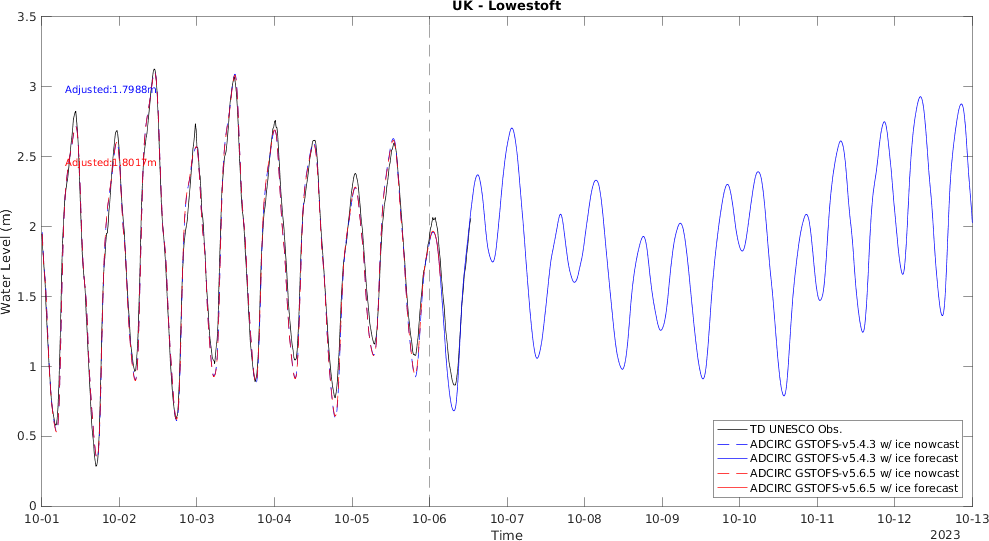 UK - Lowestoft
3.5
3
2.5
2
1.5
1
0.5
0
Water Level (m)
Adjusted:1.7988m
Adjusted:1.8017m
TD UNESCO Obs.
ADCIRC GSTOFS-v5.4.3 w/ ice nowcast
ADCIRC GSTOFS-v5.4.3 w/ ice forecast
ADCIRC GSTOFS-v5.6.5 w/ ice nowcast
ADCIRC GSTOFS-v5.6.5 w/ ice forecast
10-01 10-02 10-03 10-04 10-05 10-06 10-07 10-08 10-09 10-10 10-11 10-12 10-13
Time
2023